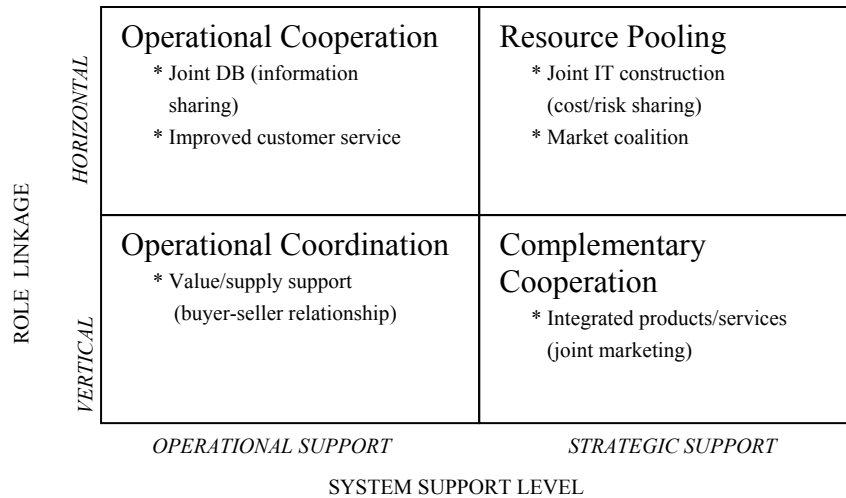 ROLE LINKAGE
HORIZONTAL
Operational Cooperation
* Joint DB (information
sharing)
* Improved customer service
Resource Pooling
* Joint IT construction
(cost/risk sharing)
* Market coalition
VERTICAL
Operational Coordination
* Value/supply support
(buyer-seller relationship)
Complementary
Cooperation
* Integrated products/services
(joint marketing)
OPERATIONAL SUPPORT
STRATEGIC SUPPORT
SYSTEM SUPPORT LEVEL